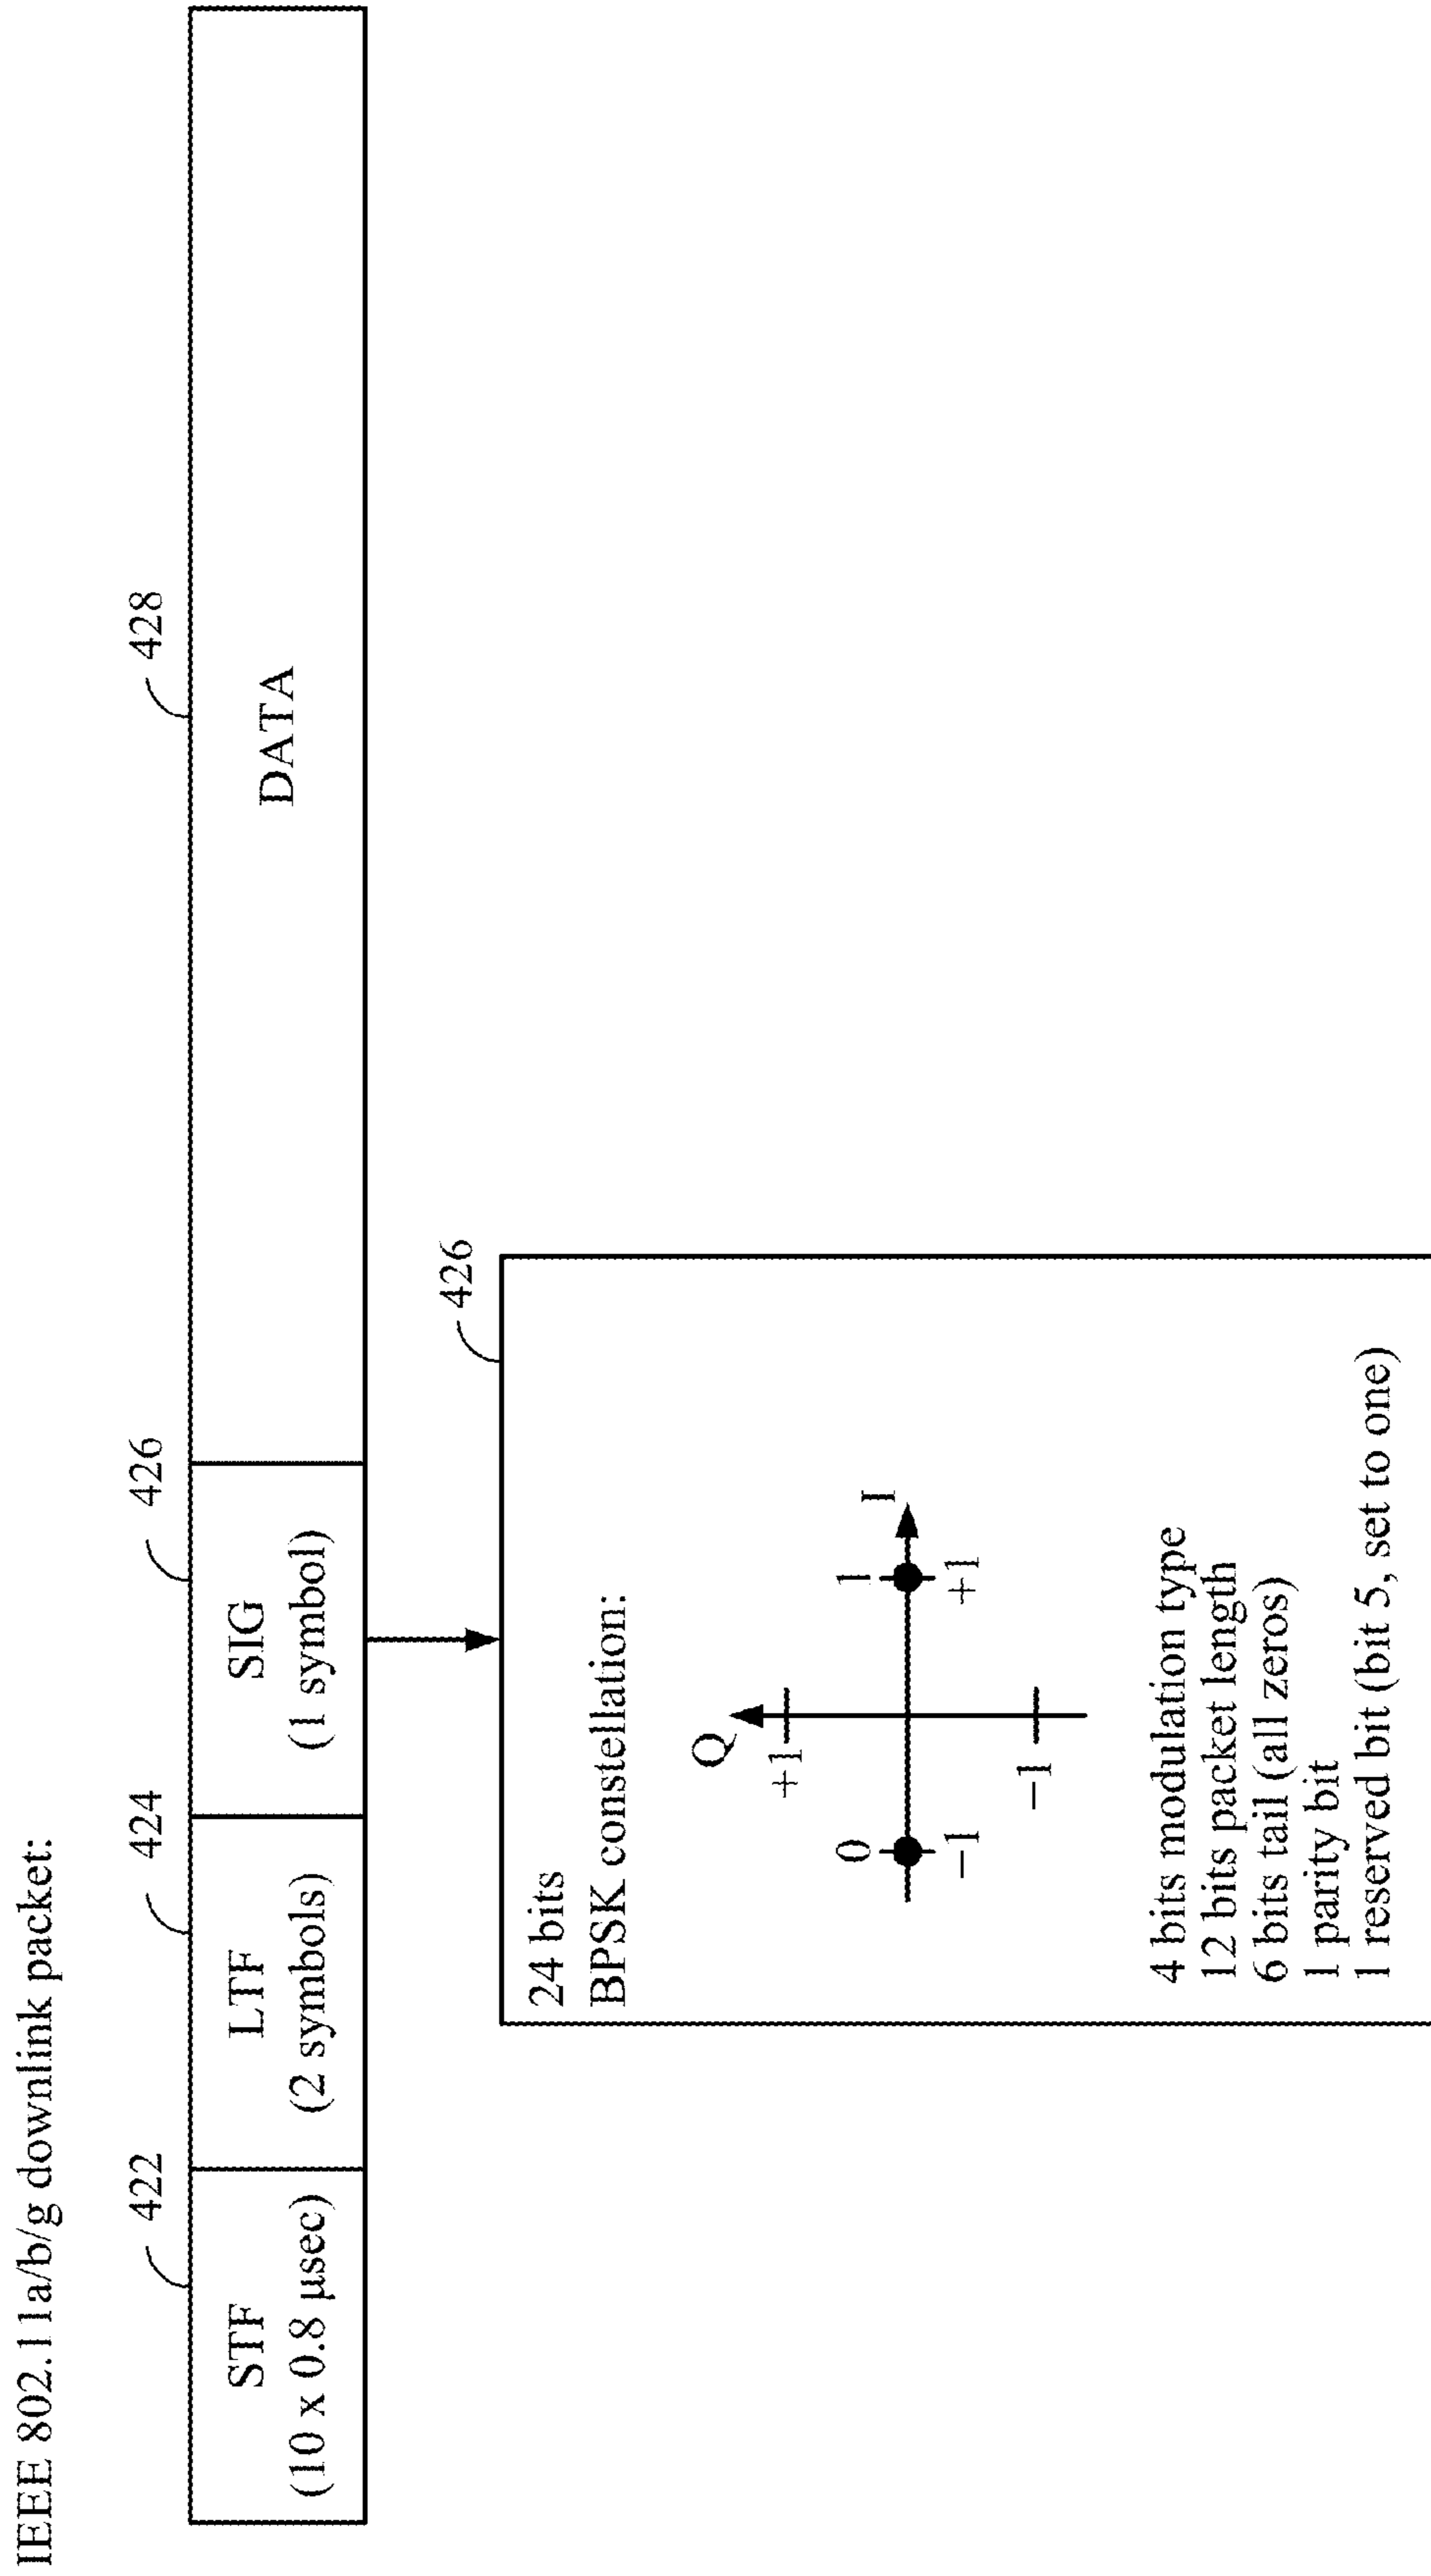 IEEE 802.11a/b/g downlink packet:
422
424
426
428
STF
(10 x 0.8 μsec)
LTF
(2 symbols)
SIG
(1 symbol)
DATA
426
24 bits
BPSK constellation:
Q
+1
0
1
I
−1
+1
−1
4 bits modulation type
12 bits packet length
6 bits tail (all zeros)
1 parity bit
1 reserved bit (bit 5, set to one)